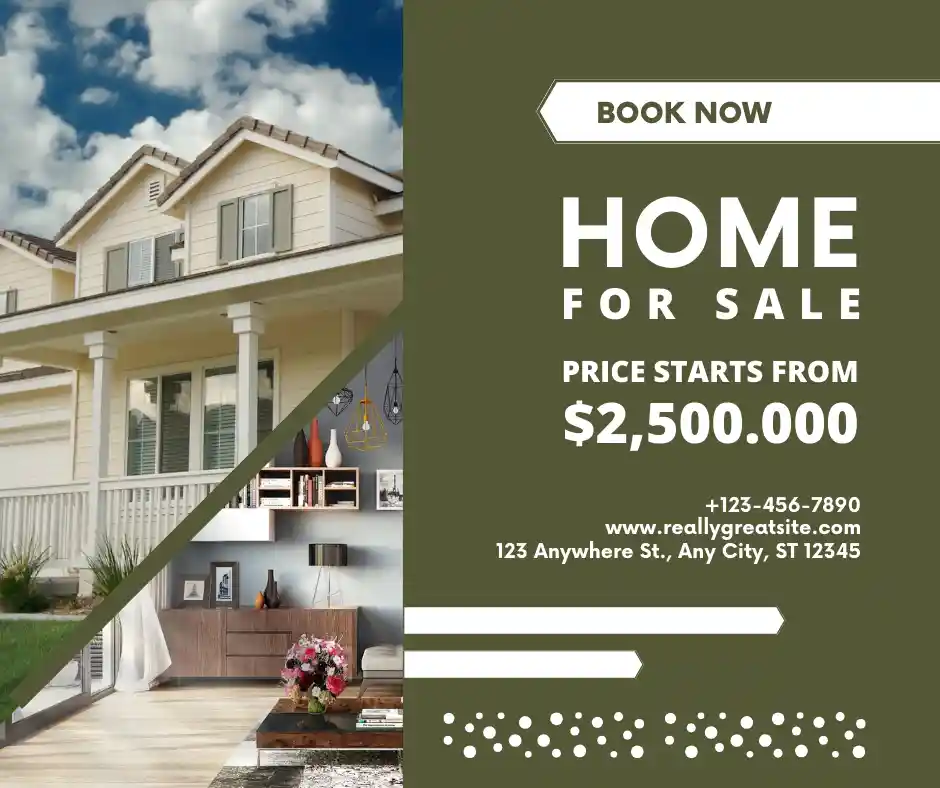 BOOK NOW
HOME
FOR SALE
PRICE STARTS FROM
$2,500.000
+123-456-7890
www.reallygreatsite.com
123 Anywhere St., Any City, ST 12345